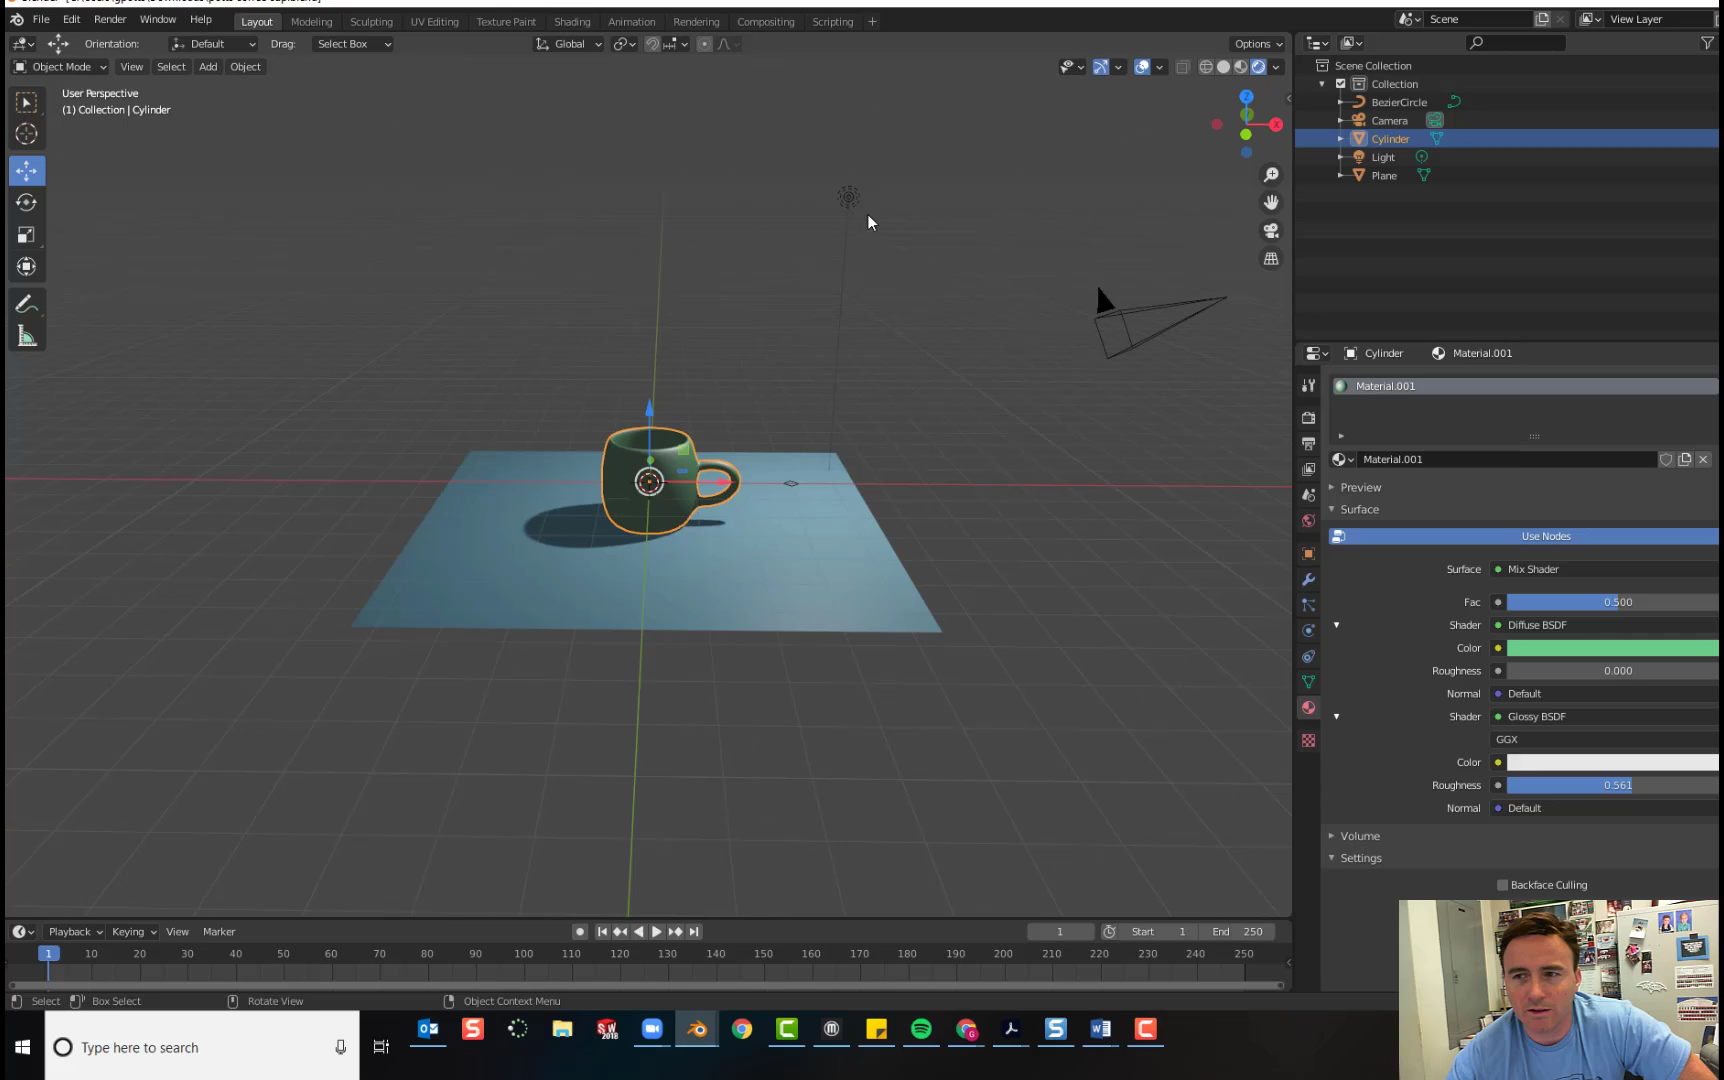 File Edit Render Window Help Layout Modeling Sculpting UV Editing Texture Paint Shading Animation Rendering Compositing Scripting + Scene View Layer
Orientation: Default Drag: Select Box Global Options
Object Mode View Select Add Object
User Perspective
(1) Collection | Cylinder
Z
X
Scene Collection
Collection
BezierCircle
Camera
Cylinder
Light
Plane
Cylinder Material.001
Material.001
Material.001
Preview
Surface
Use Nodes
Surface Mix Shader
Fac 0.500
Shader Diffuse BSDF
Color
Roughness 0.000
Normal Default
Shader Glossy BSDF
GGX
Color
Roughness 0.561
Normal Default
Volume
Settings
Backface Culling
Playback Keying View Marker 1 Start 1 End 250
1 10 20 30 40 50 60 70 80 90 100 110 120 130 140 150 160 170 180 190 200 210 220 230 240 250
Select Box Select Rotate View Object Context Menu
Type here to search